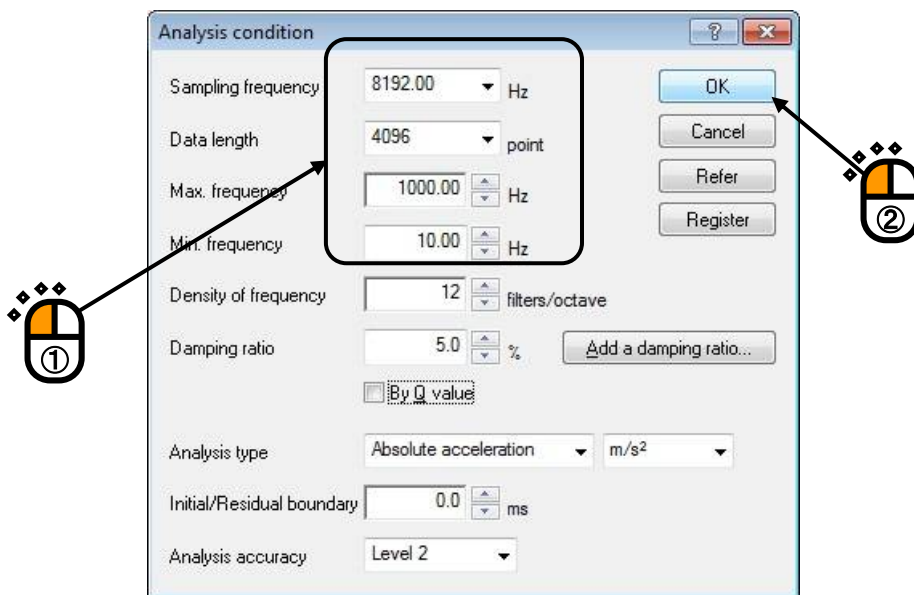 Analysis condition
Sampling frequency 8192.00 Hz OK
Data length 4096 point Cancel
Max. frequency 1000.00 Hz Refer
Min. frequency 10.00 Hz Register
②
Density of frequency 12 filters/octave
①
Damping ratio 5.0 % Add a damping ratio...
By Q value
Analysis type Absolute acceleration m/s²
Initial/Residual boundary 0.0 ms
Analysis accuracy Level 2